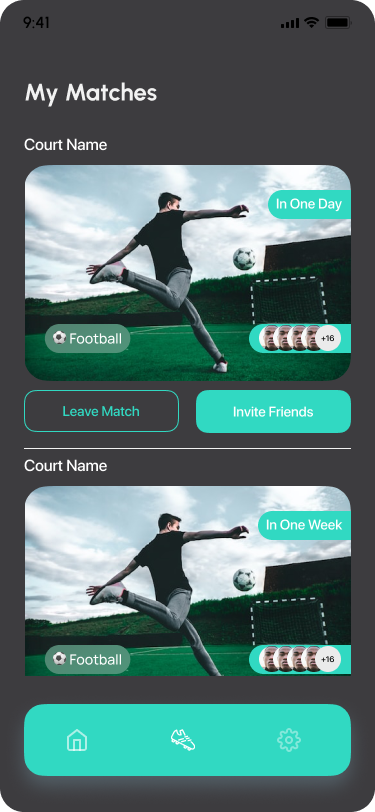 9:41
My Matches
Court Name
In One Day
Football
+16
Leave Match
Invite Friends
Court Name
In One Week
Football
+16